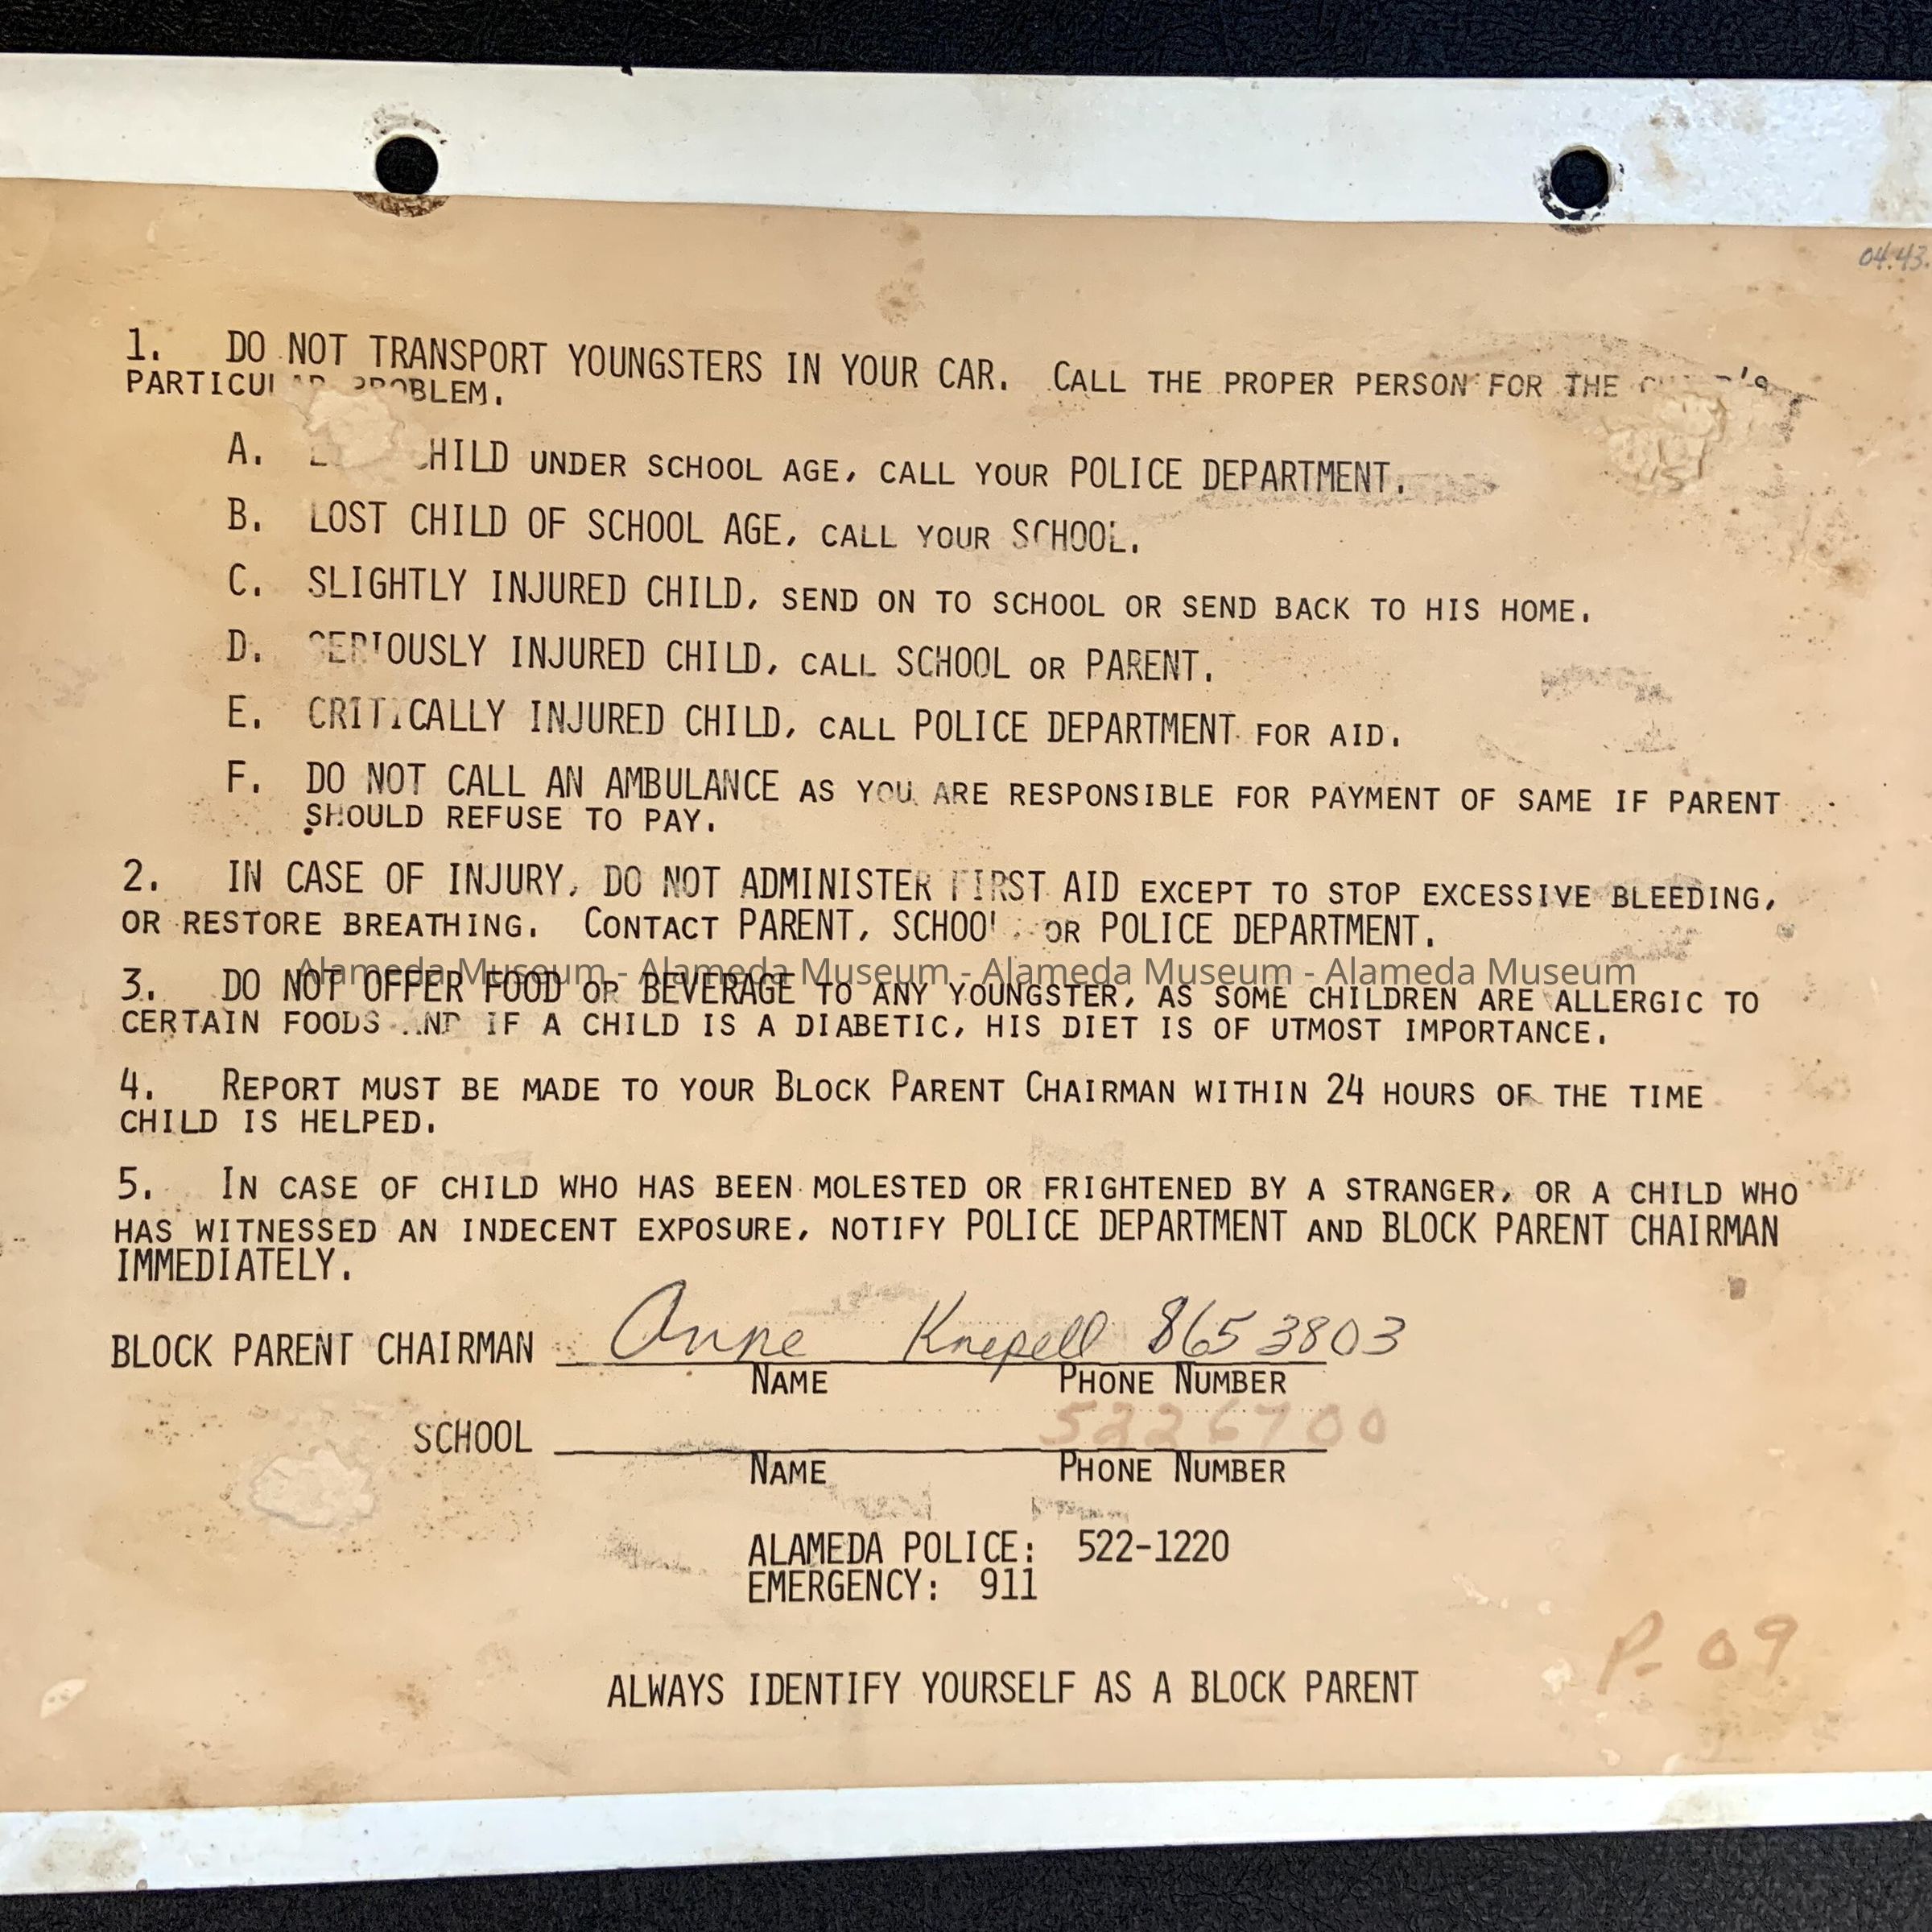 04.43.
1. DO NOT TRANSPORT YOUNGSTERS IN YOUR CAR. CALL THE PROPER PERSON FOR THE
PROBLEM.
A. CHILD UNDER SCHOOL AGE, CALL YOUR POLICE DEPARTMENT.
B. LOST CHILD OF SCHOOL AGE, CALL YOUR SCHOOL.
C. SLIGHTLY INJURED CHILD, SEND ON TO SCHOOL OR SEND BACK TO HIS HOME.
D. SERIOUSLY INJURED CHILD, CALL SCHOOL OR PARENT.
E. CRITICALLY INJURED CHILD, CALL POLICE DEPARTMENT FOR AID.
F. DO NOT CALL AN AMBULANCE AS YOU ARE RESPONSIBLE FOR PAYMENT OF SAME IF PARENT
SHOULD REFUSE TO PAY.
2. IN CASE OF INJURY, DO NOT ADMINISTER FIRST AID EXCEPT TO STOP EXCESSIVE BLEEDING,
OR RESTORE BREATHING. CONTACT PARENT, SCHOOL, OR POLICE DEPARTMENT.
Alameda Museum - Alameda Museum - Alameda Museum - Alameda Museum
3. DO NOT OFFER FOOD OR BEVERAGE TO ANY YOUNGSTER, AS SOME CHILDREN ARE ALLERGIC TO
CERTAIN FOODS AND IF A CHILD IS A DIABETIC, HIS DIET IS OF UTMOST IMPORTANCE.
4. REPORT MUST BE MADE TO YOUR BLOCK PARENT CHAIRMAN WITHIN 24 HOURS OF THE TIME
CHILD IS HELPED.
5. IN CASE OF CHILD WHO HAS BEEN MOLESTED OR FRIGHTENED BY A STRANGER, OR A CHILD WHO
HAS WITNESSED AN INDECENT EXPOSURE, NOTIFY POLICE DEPARTMENT AND BLOCK PARENT CHAIRMAN
IMMEDIATELY.
BLOCK PARENT CHAIRMAN Anne Knepell 865 3803
NAME PHONE NUMBER
SCHOOL 5226700
NAME PHONE NUMBER
ALAMEDA POLICE: 522-1220
EMERGENCY: 911
P-09
ALWAYS IDENTIFY YOURSELF AS A BLOCK PARENT